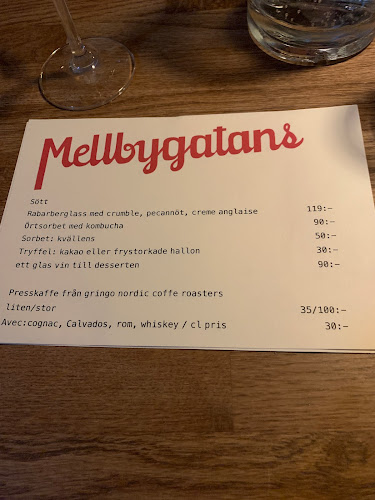 Mellbygatans
Sött
Rabarberglass med crumble, pecannöt, creme anglaise 119:-
Örtsorbet med kombucha 90:-
Sorbet: kvällens 50:-
Tryffel: kakao eller frystorkade hallon 30:-
ett glas vin till desserten 90:-
Presskaffe från gringo nordic coffe roasters
liten/stor 35/100:-
Avec:cognac, Calvados, rom, whiskey / cl pris 30:-